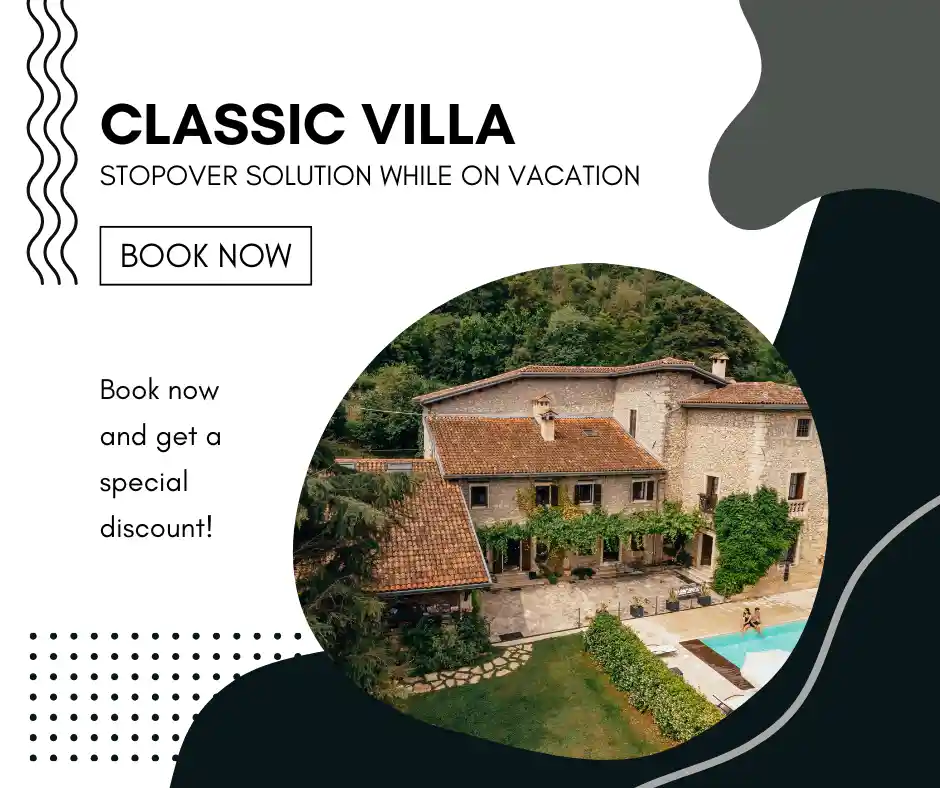 CLASSIC VILLA
STOPOVER SOLUTION WHILE ON VACATION
BOOK NOW
Book now
and get a
special
discount!